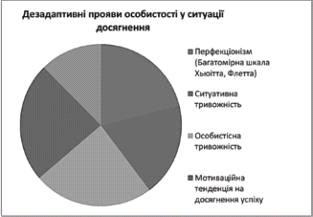 Дезадаптивні прояви особистості у ситуації
досягнення
Перфекціонізм
(Багатомірна шкала
Хьюітта, Флетта)
Ситуативна
тривожність
Особистісна
тривожність
Мотиваційна
тенденція на
досягнення успіху